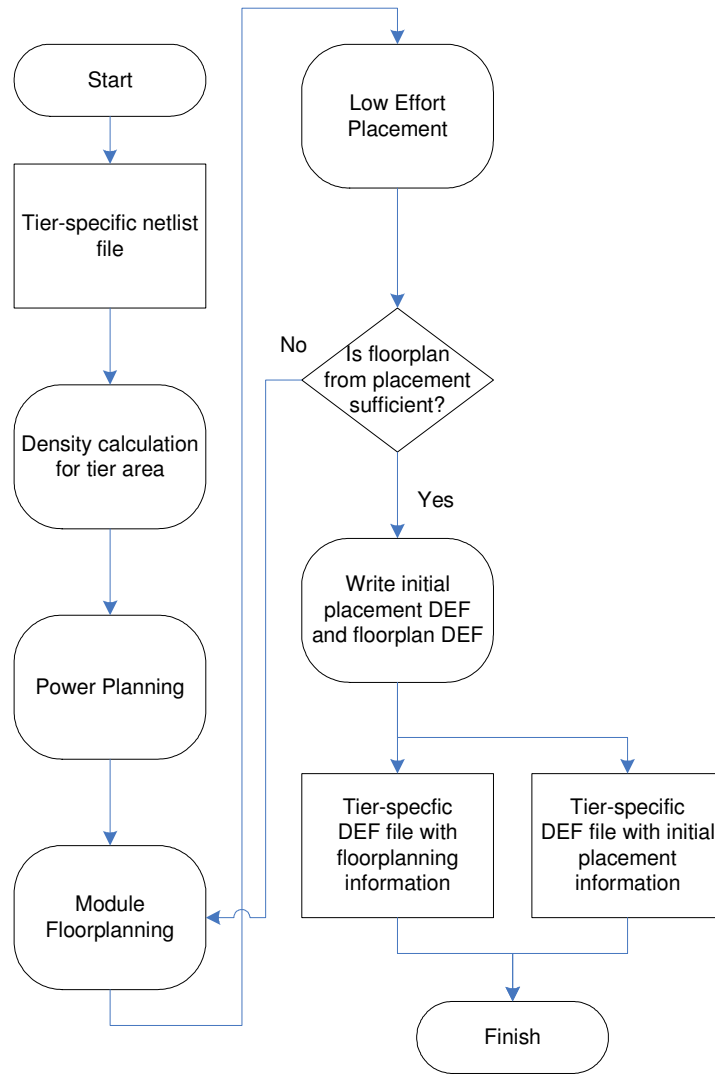 Start
Tier-specific netlist
file
Density calculation
for tier area
Power Planning
Module
Floorplanning
Low Effort
Placement
No
Is floorplan
from placement
sufficient?
Yes
Write initial
placement DEF
and floorplan DEF
Tier-specfic
DEF file with
floorplanning
information
Tier-specific
DEF file with initial
placement
information
Finish